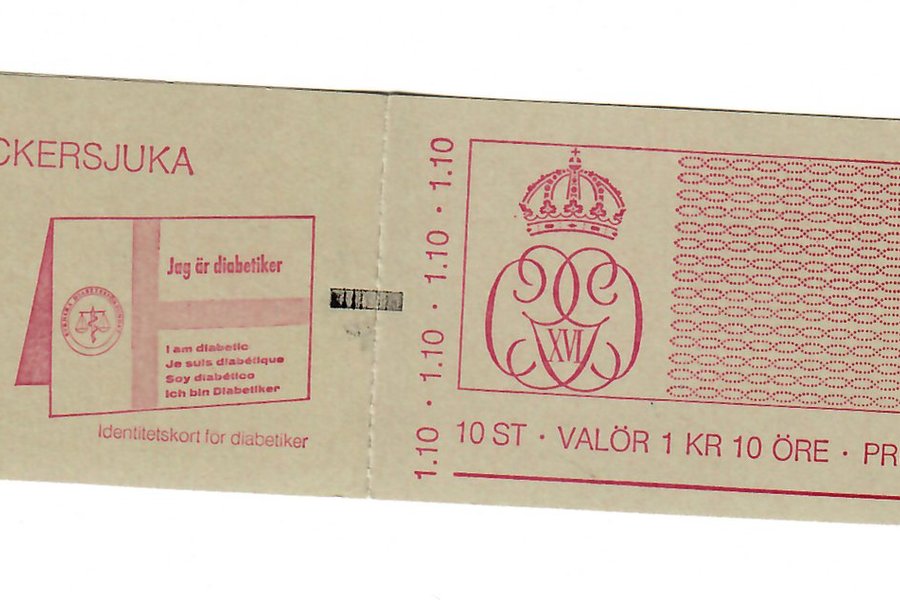 CKERSJUKA
Jag är diabetiker
I am diabetic
Je suis diabétique
Soy diabético
Ich bin Diabetiker
Identitetskort för diabetiker
1.10 · 1.10 · 1.10 · 1.10
XVI
10 ST · VALÖR 1 KR 10 ÖRE · PR